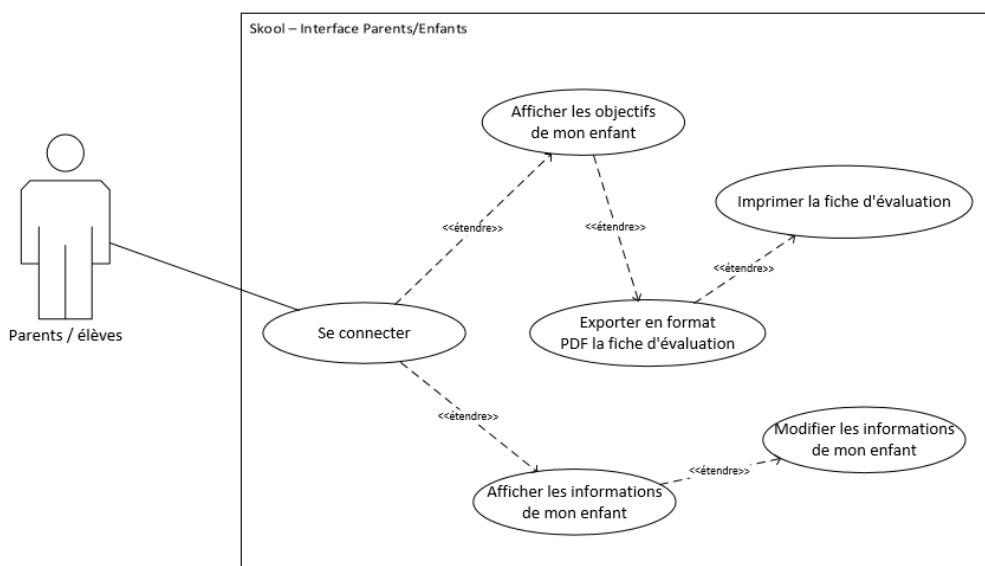 Skool – Interface Parents/Enfants
Afficher les objectifs
de mon enfant
Imprimer la fiche d'évaluation
<<étendre>>
<<étendre>>
<<étendre>>
Parents / élèves
Se connecter
Exporter en format
PDF la fiche d'évaluation
<<étendre>>
Modifier les informations
de mon enfant
<<étendre>>
Afficher les informations
de mon enfant